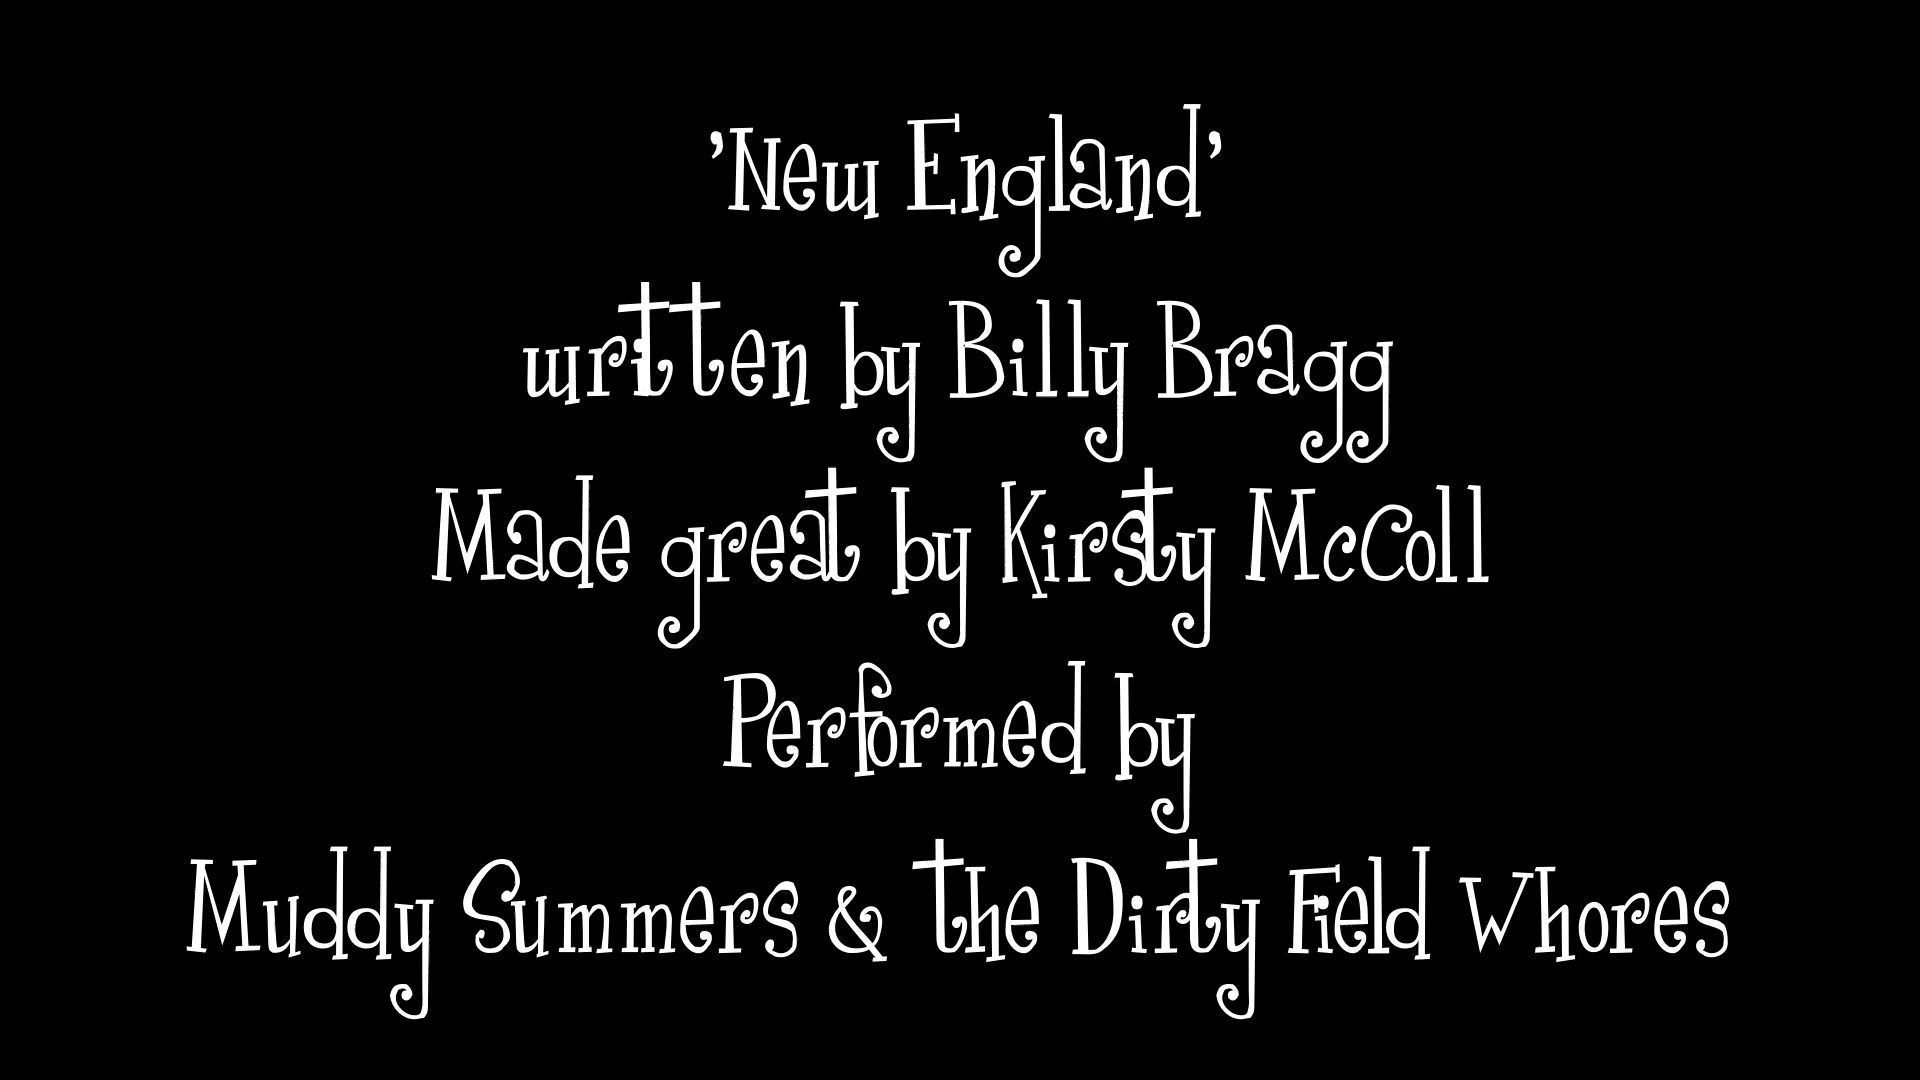 'New England'
written by Billy Bragg
Made great by Kirsty McColl
Performed by
Muddy Summers & the Dirty Field Whores